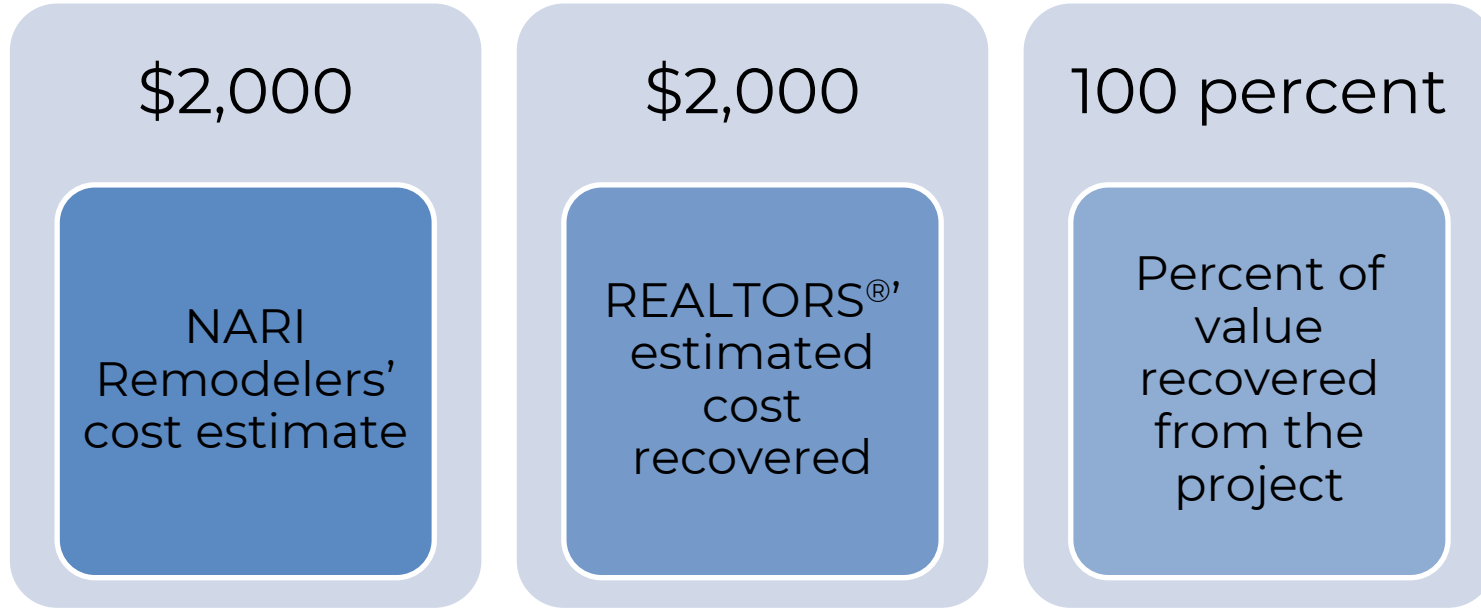 $2,000
NARI
Remodelers’
cost estimate
$2,000
REALTORS®’
estimated
cost
recovered
100 percent
Percent of
value
recovered
from the
project